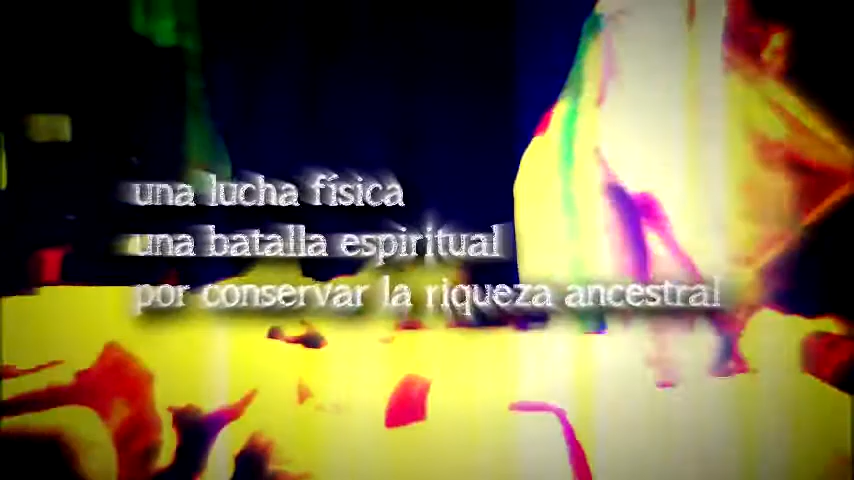 una lucha física
una batalla espiritual
por conservar la riqueza ancestral